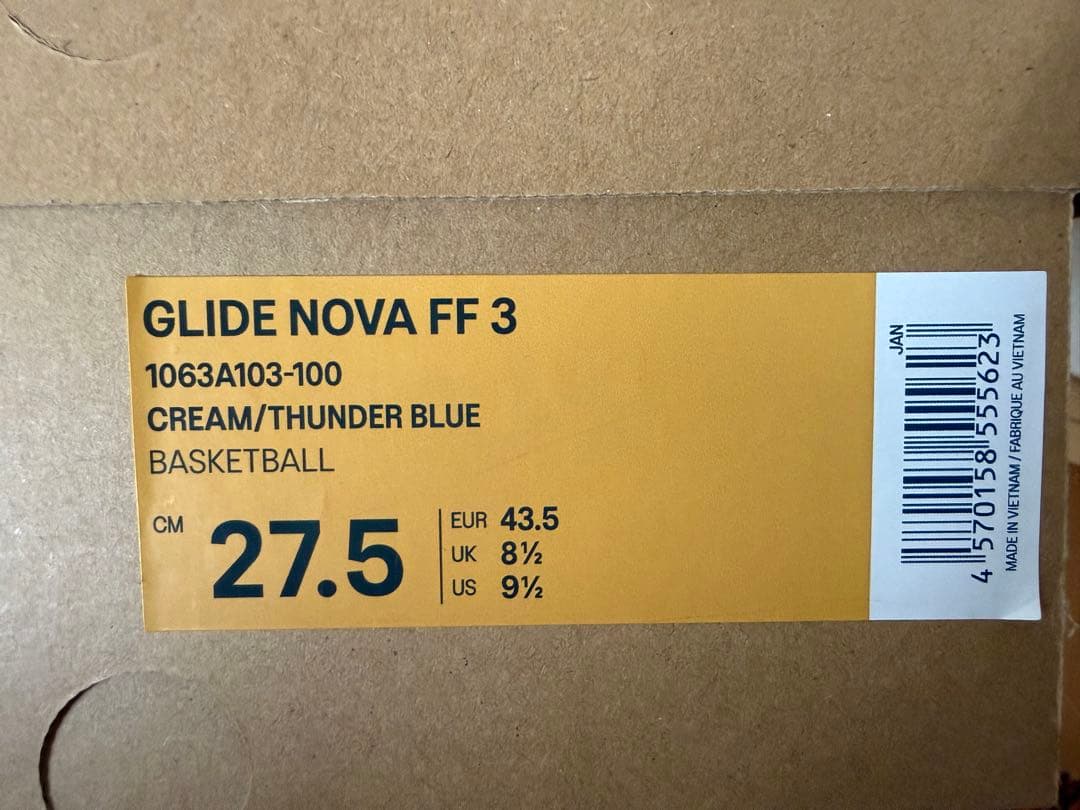 GLIDE NOVA FF 3
1063A103-100
CREAM/THUNDER BLUE
BASKETBALL
CM 27.5
EUR 43.5
UK 8½
US 9½
JAN
4 570158 555623
MADE IN VIETNAM / FABRIQUE AU VIETNAM